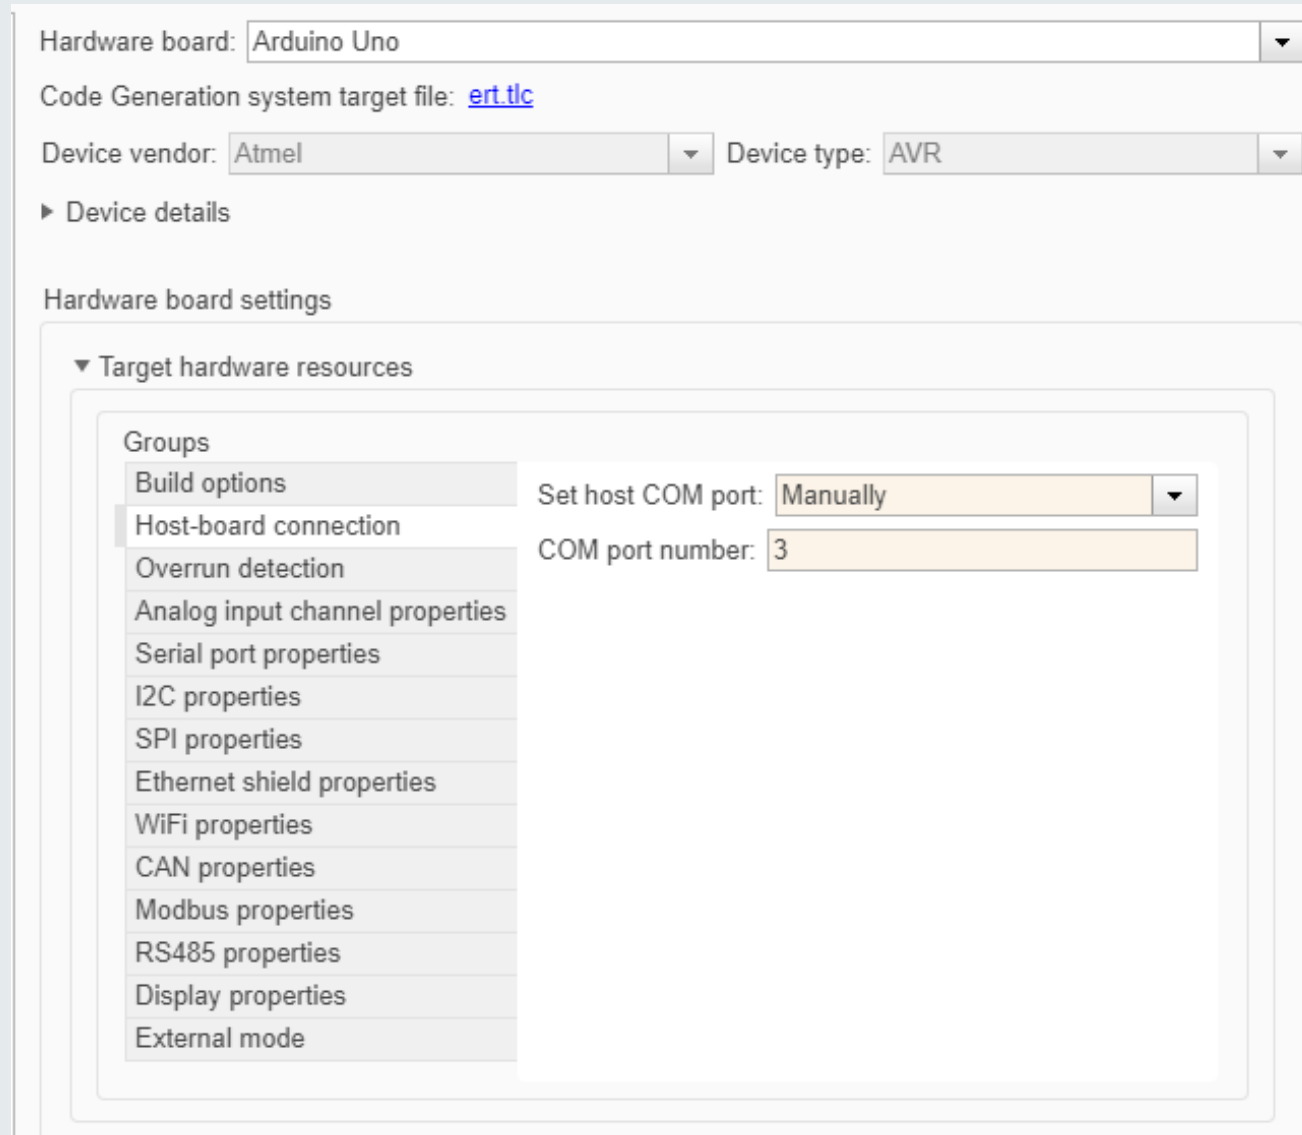 Hardware board: Arduino Uno
Code Generation system target file: ert.tlc
Device vendor: Atmel Device type: AVR
Device details
Hardware board settings
Target hardware resources
Groups
Build options
Host-board connection
Overrun detection
Analog input channel properties
Serial port properties
I2C properties
SPI properties
Ethernet shield properties
WiFi properties
CAN properties
Modbus properties
RS485 properties
Display properties
External mode
Set host COM port: Manually
COM port number: 3